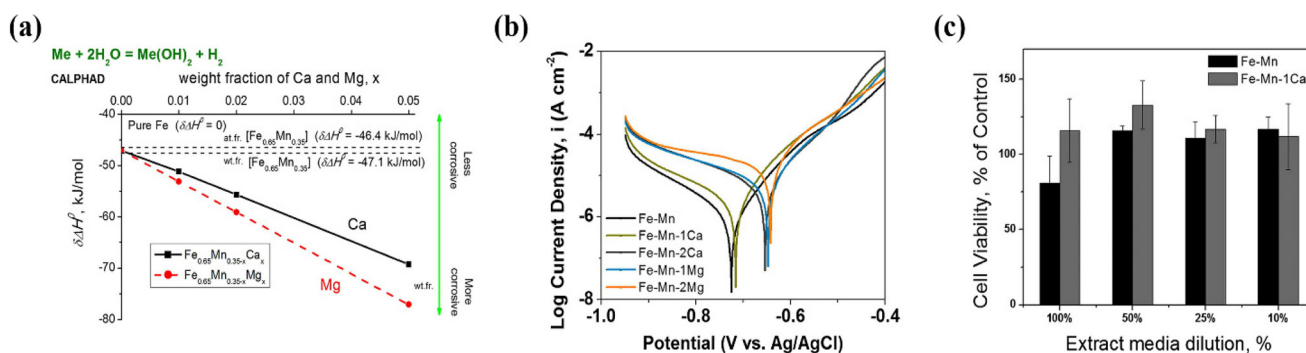 (a)
Me + 2H₂O = Me(OH)₂ + H₂
CALPHAD
weight fraction of Ca and Mg, x
0.00 0.01 0.02 0.03 0.04 0.05
-40
-50
-60
-70
-80
δΔH⁰, kJ/mol
Pure Fe (δΔH⁰ = 0)
at.fr. [Fe₀.₆₅Mn₀.₃₅] (δΔH⁰ = -46.4 kJ/mol)
wt.fr. [Fe₀.₆₅Mn₀.₃₅] (δΔH⁰ = -47.1 kJ/mol)
Ca
Mg
wt.fr.
Fe₀.₆₅Mn₀.₃₅₋ₓCaₓ
Fe₀.₆₅Mn₀.₃₅₋ₓMgₓ
Less
corrosive
More
corrosive
(b)
Log Current Density, i (A cm⁻²)
-2
-4
-6
-8
Fe-Mn
Fe-Mn-1Ca
Fe-Mn-2Ca
Fe-Mn-1Mg
Fe-Mn-2Mg
-1.0 -0.8 -0.6 -0.4
Potential (V vs. Ag/AgCl)
(c)
Cell Viability, % of Control
150
100
50
0
Fe-Mn
Fe-Mn-1Ca
100% 50% 25% 10%
Extract media dilution, %